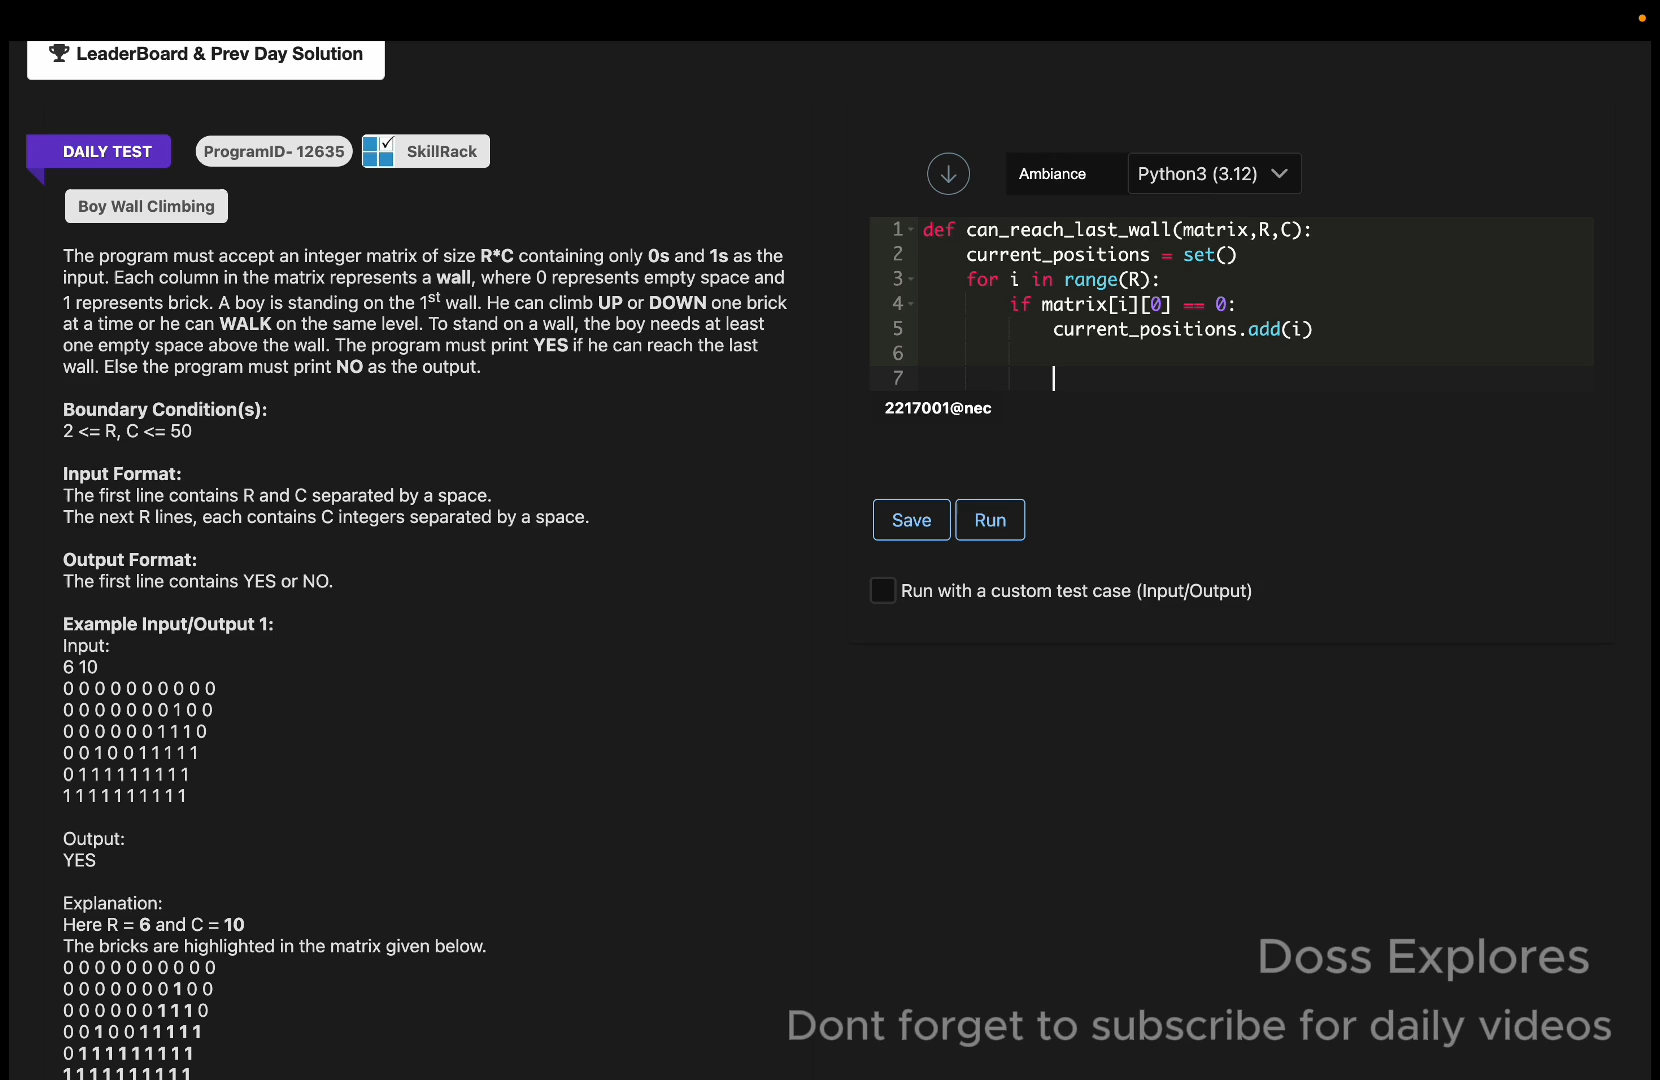 LeaderBoard & Prev Day Solution
DAILY TEST
ProgramID- 12635
SkillRack
Boy Wall Climbing
The program must accept an integer matrix of size R*C containing only 0s and 1s as the
input. Each column in the matrix represents a wall, where 0 represents empty space and
1 represents brick. A boy is standing on the 1st wall. He can climb UP or DOWN one brick
at a time or he can WALK on the same level. To stand on a wall, the boy needs at least
one empty space above the wall. The program must print YES if he can reach the last
wall. Else the program must print NO as the output.
Boundary Condition(s):
2 <= R, C <= 50
Input Format:
The first line contains R and C separated by a space.
The next R lines, each contains C integers separated by a space.
Output Format:
The first line contains YES or NO.
Example Input/Output 1:
Input:
6 10
0 0 0 0 0 0 0 0 0 0
0 0 0 0 0 0 0 1 0 0
0 0 0 0 0 0 1 1 1 0
0 0 1 0 0 1 1 1 1 1
0 1 1 1 1 1 1 1 1 1
1 1 1 1 1 1 1 1 1 1
Output:
YES
Explanation:
Here R = 6 and C = 10
The bricks are highlighted in the matrix given below.
0 0 0 0 0 0 0 0 0 0
0 0 0 0 0 0 0 1 0 0
0 0 0 0 0 0 1 1 1 0
0 0 1 0 0 1 1 1 1 1
0 1 1 1 1 1 1 1 1 1
1 1 1 1 1 1 1 1 1 1
Ambiance
Python3 (3.12)
1 def can_reach_last_wall(matrix,R,C):
2 current_positions = set()
3 for i in range(R):
4 if matrix[i][0] == 0:
5 current_positions.add(i)
6
7
2217001@nec
Save
Run
Run with a custom test case (Input/Output)
Doss Explores
Dont forget to subscribe for daily videos